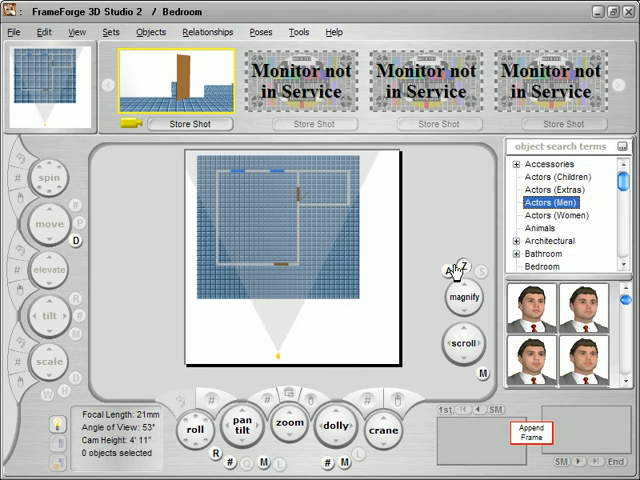 FrameForge 3D Studio 2 / Bedroom
File Edit View Sets Objects Relationships Poses Tools Help
Monitor not in Service
Monitor not in Service
Monitor not in Service
Store Shot
Store Shot
Store Shot
Store Shot
object search terms
Accessories
Actors (Children)
Actors (Extras)
Actors (Men)
Actors (Women)
Animals
Architectural
Bathroom
Bedroom
spin
#
move
# P D
elevate
#
tilt
# R #
scale
# M
W H D
A Z S
magnify
scroll
M
Focal Length: 21mm
Angle of View: 53°
Cam Height: 4' 11"
0 objects selected
roll
pan tilt
zoom
dolly
crane
R # Q M L # M L
1st SM
Append Frame
SM End